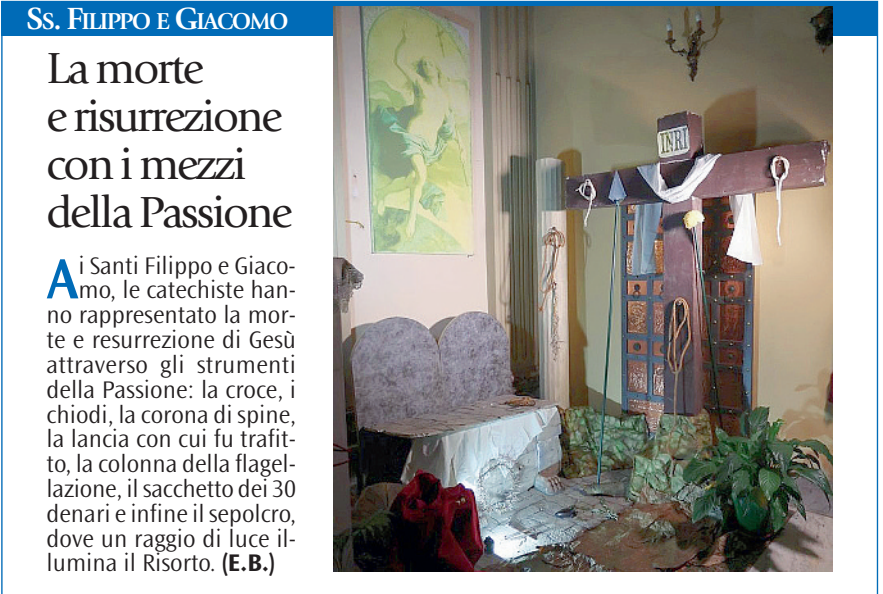 Ss. Filippo e Giacomo
La morte
e risurrezione
con i mezzi
della Passione
Ai Santi Filippo e Giaco-
mo, le catechiste han-
no rappresentato la mor-
te e resurrezione di Gesù
attraverso gli strumenti
della Passione: la croce, i
chiodi, la corona di spine,
la lancia con cui fu trafit-
to, la colonna della flagel-
lazione, il sacchetto dei 30
denari e infine il sepolcro,
dove un raggio di luce il-
lumina il Risorto. (E.B.)
INRI